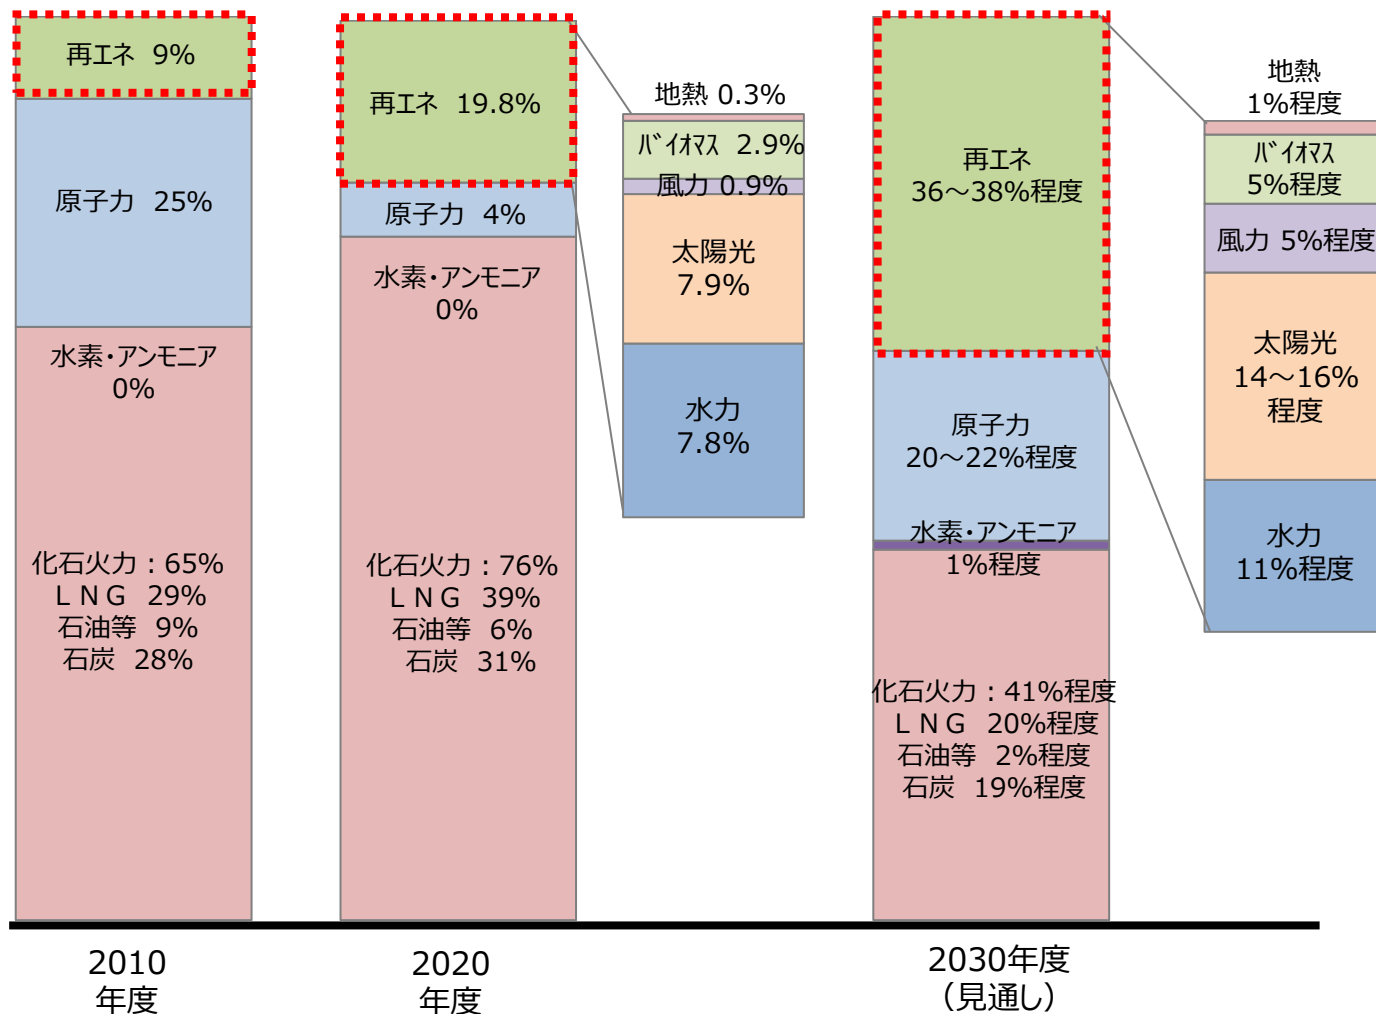 再エネ 9%
原子力 25%
水素・アンモニア
0%
化石火力：65%
ＬＮＧ 29%
石油等 9%
石炭 28%
再エネ 19.8%
原子力 4%
水素・アンモニア
0%
化石火力：76%
ＬＮＧ 39%
石油等 6%
石炭 31%
地熱 0.3%
ﾊﾞｲｵﾏｽ 2.9%
風力 0.9%
太陽光
7.9%
水力
7.8%
再エネ
36～38%程度
原子力
20～22%程度
水素・アンモニア
1%程度
化石火力：41%程度
ＬＮＧ 20%程度
石油等 2%程度
石炭 19%程度
地熱
1%程度
ﾊﾞｲｵﾏｽ
5%程度
風力 5%程度
太陽光
14～16%
程度
水力
11%程度
2010
年度
2020
年度
2030年度
（見通し）